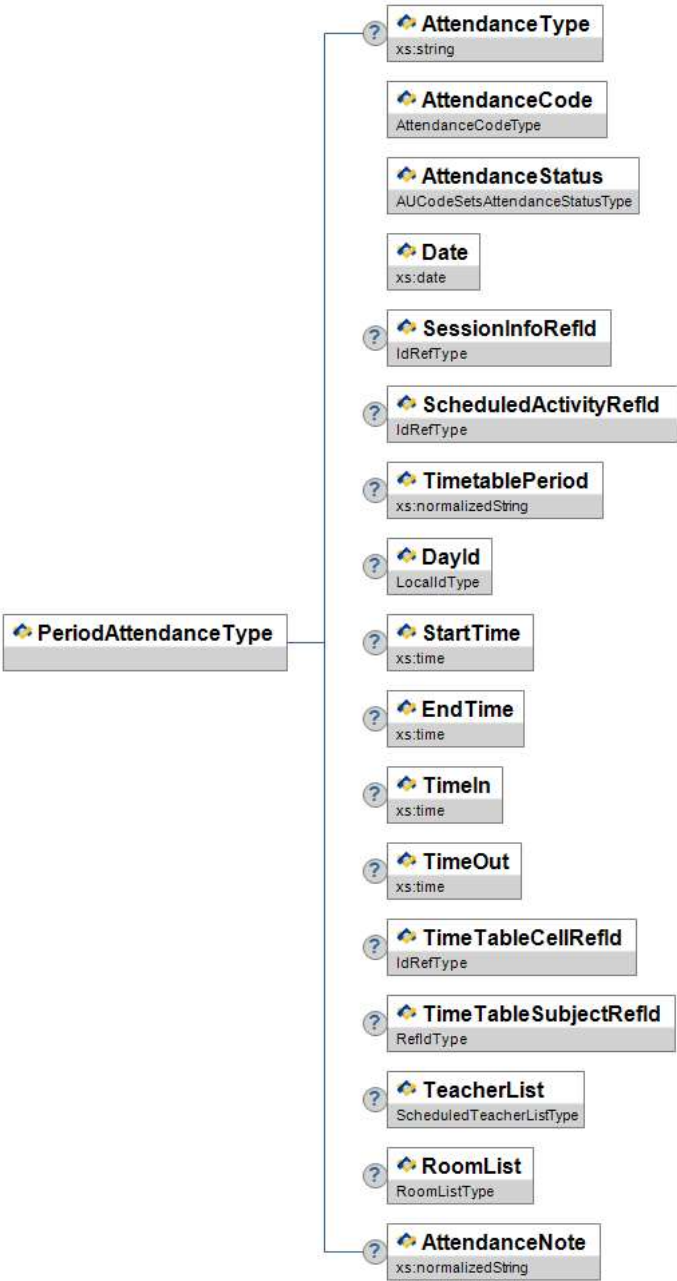 ?
AttendanceType
xs:string
AttendanceCode
AttendanceCodeType
AttendanceStatus
AUCodeSetsAttendanceStatusType
Date
xs:date
?
SessionInfoRefId
IdRefType
?
ScheduledActivityRefId
IdRefType
?
TimetablePeriod
xs:normalizedString
?
DayId
LocalIdType
PeriodAttendanceType
?
StartTime
xs:time
?
EndTime
xs:time
?
TimeIn
xs:time
?
TimeOut
xs:time
?
TimeTableCellRefId
IdRefType
?
TimeTableSubjectRefId
RefIdType
?
TeacherList
ScheduledTeacherListType
?
RoomList
RoomListType
?
AttendanceNote
xs:normalizedString